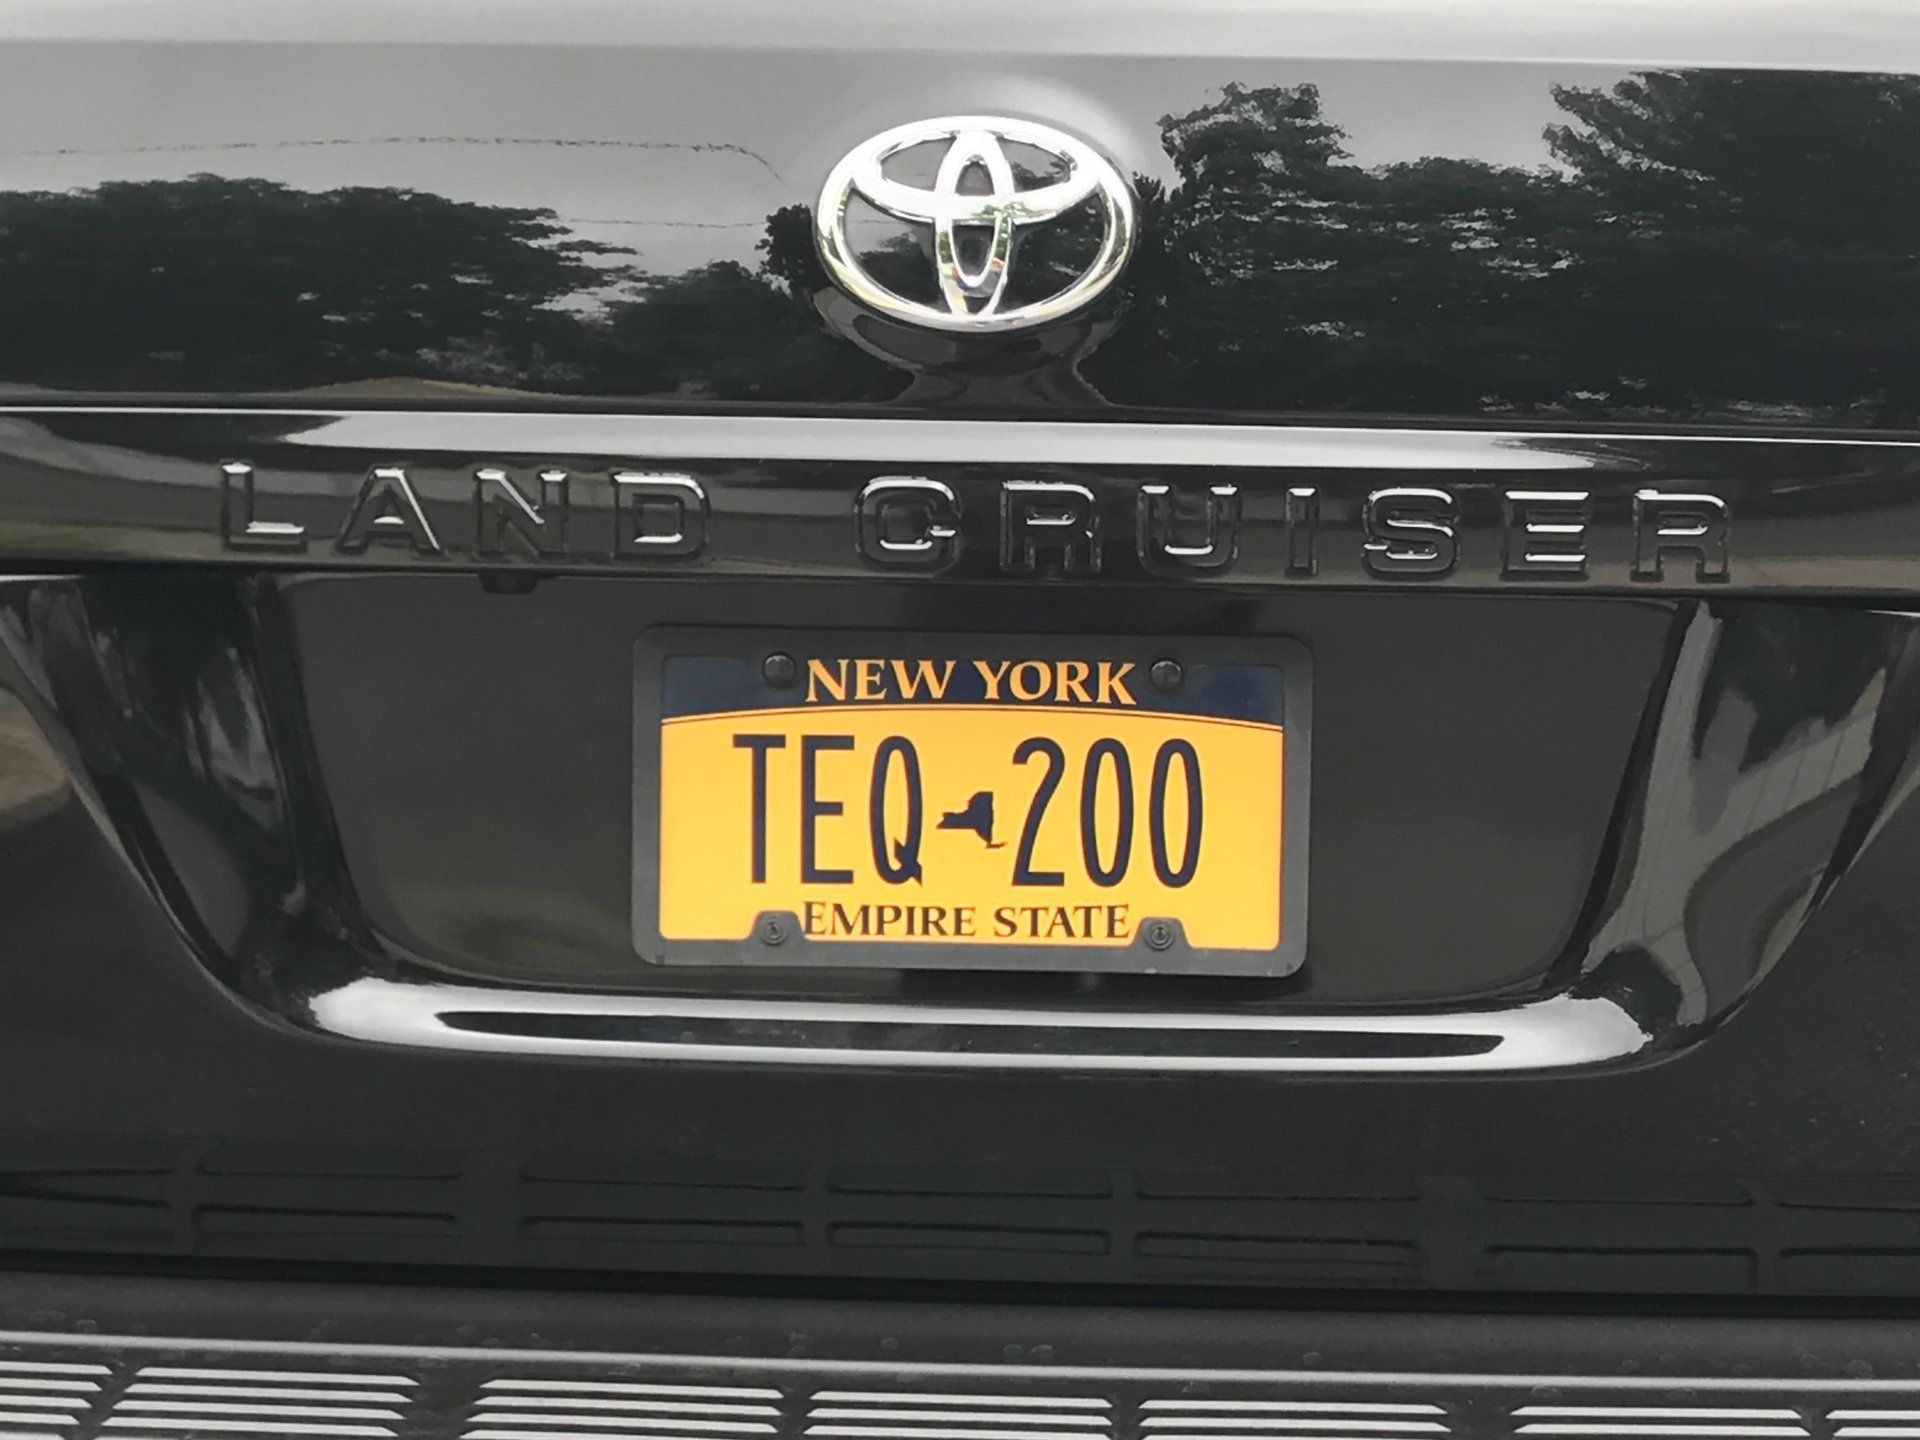 LAND CRUISER
NEW YORK
TEQ 200
EMPIRE STATE